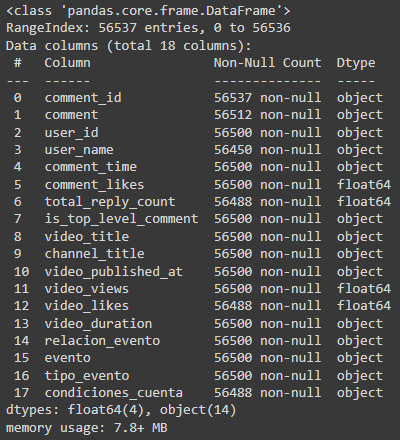 <class 'pandas.core.frame.DataFrame'>
RangeIndex: 56537 entries, 0 to 56536
Data columns (total 18 columns):
 #   Column                Non-Null Count  Dtype
---  ------                --------------  -----
 0   comment_id            56537 non-null  object
 1   comment               56512 non-null  object
 2   user_id               56500 non-null  object
 3   user_name             56450 non-null  object
 4   comment_time          56500 non-null  object
 5   comment_likes         56500 non-null  float64
 6   total_reply_count     56488 non-null  float64
 7   is_top_level_comment  56500 non-null  object
 8   video_title           56500 non-null  object
 9   channel_title         56500 non-null  object
 10  video_published_at    56500 non-null  object
 11  video_views           56500 non-null  float64
 12  video_likes           56488 non-null  float64
 13  video_duration        56500 non-null  object
 14  relacion_evento       56500 non-null  object
 15  evento                56500 non-null  object
 16  tipo_evento           56500 non-null  object
 17  condiciones_cuenta    56488 non-null  object
dtypes: float64(4), object(14)
memory usage: 7.8+ MB